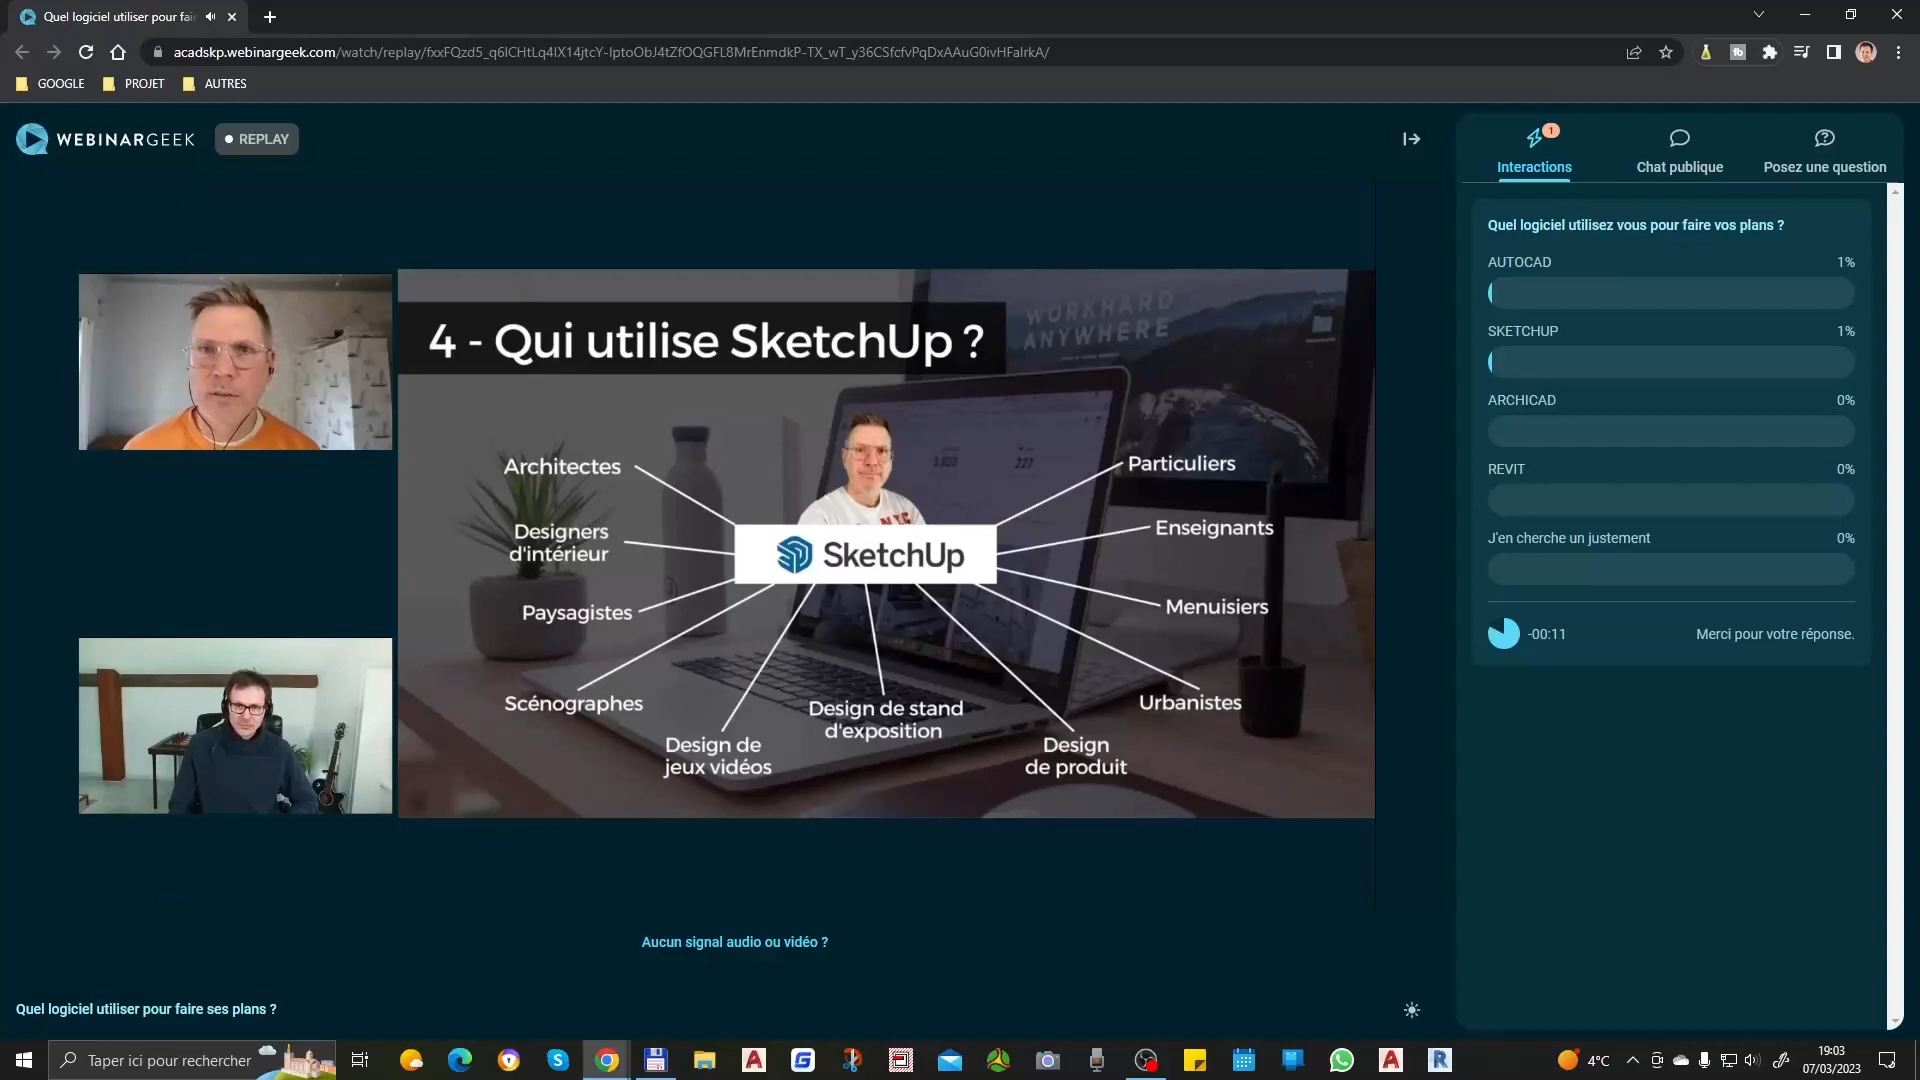 Quel logiciel utiliser pour fai
acadskp.webinargeek.com/watch/replay/fxxFQzd5_q6lCHtLq4lX14jtcY-lptoObJ4tZfOQGFL8MrEnmdkP-TX_wT_y36CSfcfvPqDxAAuG0ivHFalrkA/
GOOGLE PROJET AUTRES
WEBINARGEEK
REPLAY
1
Interactions
Chat publique
Posez une question
WORKHARD
ANYWHERE
4 - Qui utilise SketchUp ?
Architectes
Designers
d'intérieur
Paysagistes
Scénographes
Design de
jeux vidéos
Design de stand
d'exposition
Design
de produit
Urbanistes
Menuisiers
Enseignants
Particuliers
SketchUp
227
Quel logiciel utilisez vous pour faire vos plans ?
AUTOCAD 1%
SKETCHUP 1%
ARCHICAD 0%
REVIT 0%
J'en cherche un justement 0%
-00:11 Merci pour votre réponse.
Aucun signal audio ou vidéo ?
Quel logiciel utiliser pour faire ses plans ?
Taper ici pour rechercher
4°C
19:03
07/03/2023